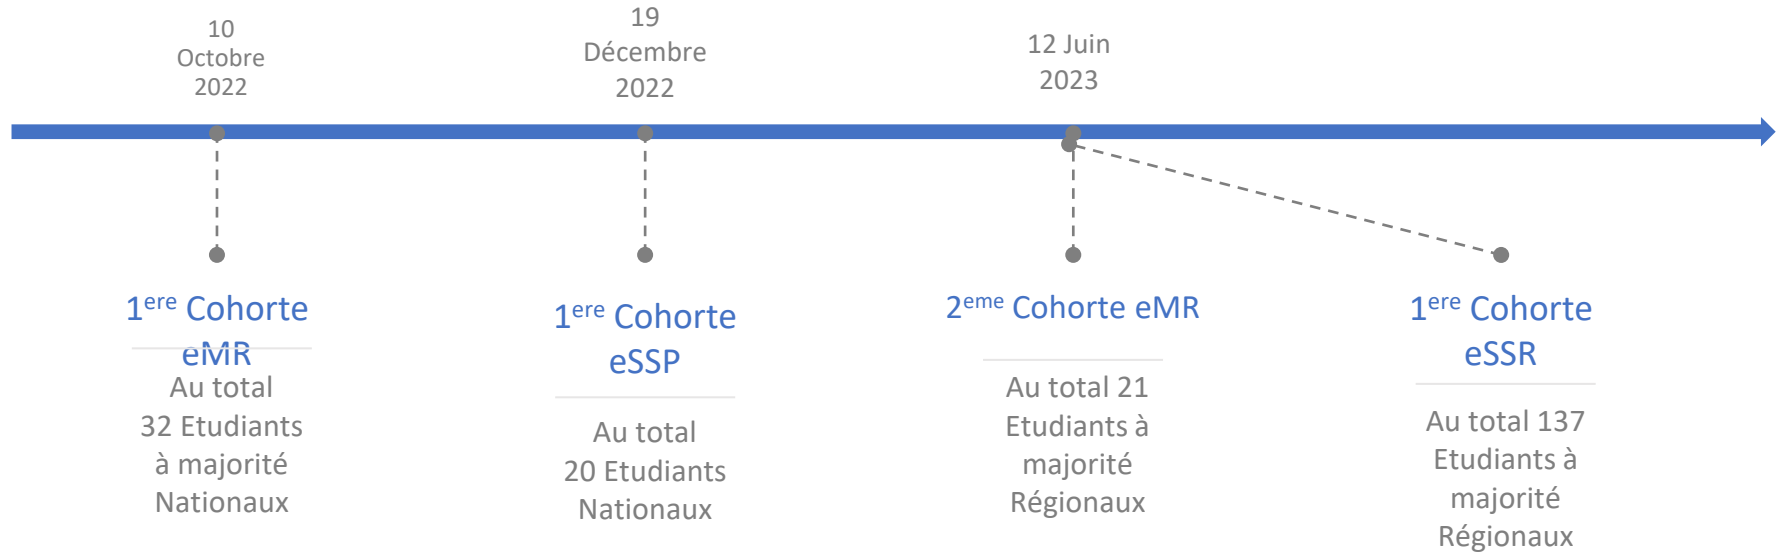 10
Octobre
2022
19
Décembre
2022
12 Juin
2023
1ere Cohorte
eMR
Au total
32 Etudiants
à majorité
Nationaux
1ere Cohorte
eSSP
Au total
20 Etudiants
Nationaux
2eme Cohorte eMR
Au total 21
Etudiants à
majorité
Régionaux
1ere Cohorte
eSSR
Au total 137
Etudiants à
majorité
Régionaux